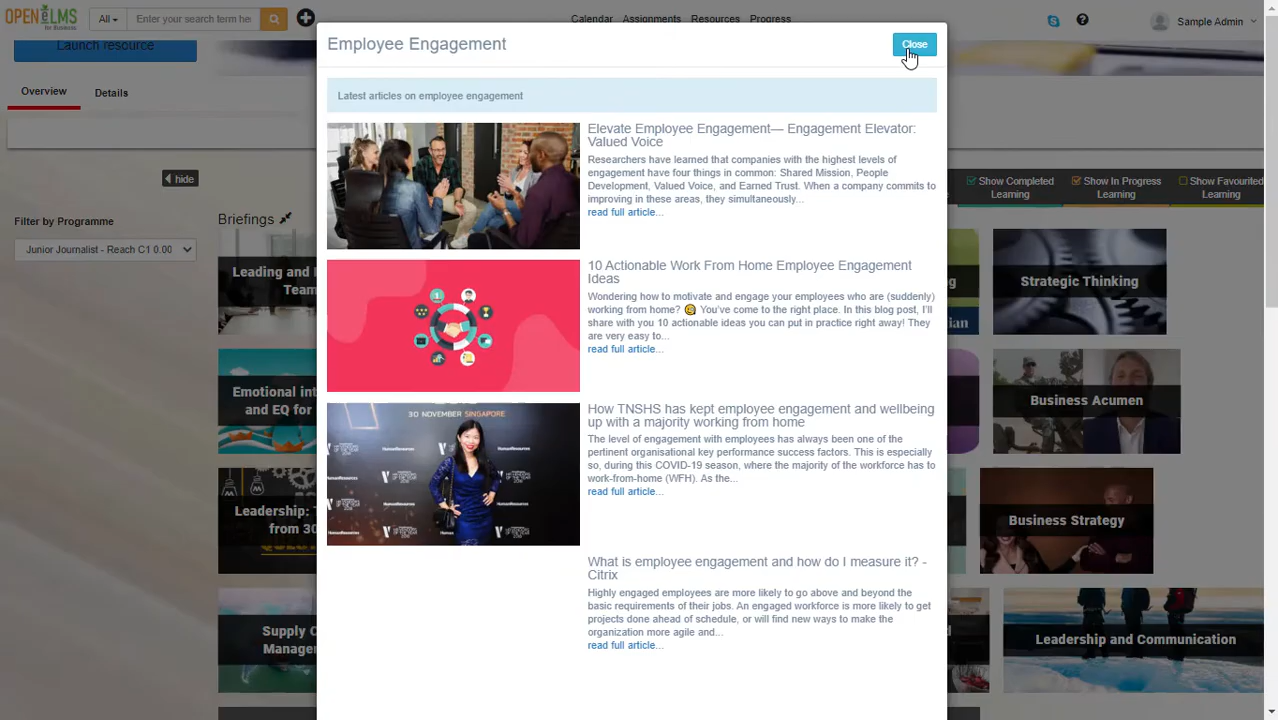 OPEN eLMS
for Business
All
Enter your search term her
Calendar
Assignments
Resources
Progress
Sample Admin
Launch resource
Overview
Details
hide
Filter by Programme
Junior Journalist - Reach C1 0.00
Briefings
Show Completed
Learning
Show In Progress
Learning
Show Favourited
Learning
Leading and
Team
Strategic Thinking
Emotional int
and EQ for
Business Acumen
Leadership: T
from 30
Business Strategy
Supply C
Manager
Leadership and Communication
Employee Engagement
Close
Latest articles on employee engagement
Elevate Employee Engagement— Engagement Elevator:
Valued Voice
Researchers have learned that companies with the highest levels of
engagement have four things in common: Shared Mission, People
Development, Valued Voice, and Earned Trust. When a company commits to
improving in these areas, they simultaneously...
read full article...
10 Actionable Work From Home Employee Engagement
Ideas
Wondering how to motivate and engage your employees who are (suddenly)
working from home? 🧐 You've come to the right place. In this blog post, I'll
share with you 10 actionable ideas you can put in practice right away! They
are very easy to...
read full article...
30 NOVEMBER SINGAPORE
HumanResources
How TNSHS has kept employee engagement and wellbeing
up with a majority working from home
The level of engagement with employees has always been one of the
pertinent organisational key performance success factors. This is especially
so, during this COVID-19 season, where the majority of the workforce has to
work-from-home (WFH). As the...
read full article...
What is employee engagement and how do I measure it? -
Citrix
Highly engaged employees are more likely to go above and beyond the
basic requirements of their jobs. An engaged workforce is more likely to get
projects done ahead of schedule, or will find new ways to make the
organization more agile and...
read full article...